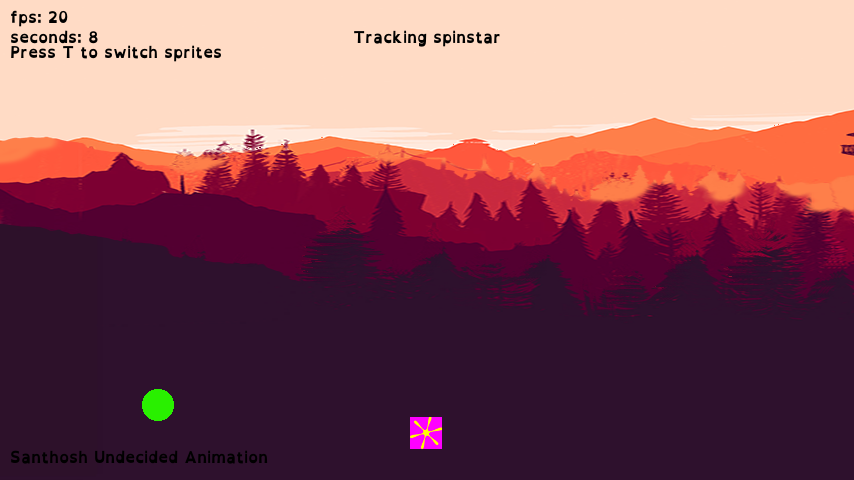 fps: 20
seconds: 8
Tracking spinstar
Press T to switch sprites
Santhosh Undecided Animation